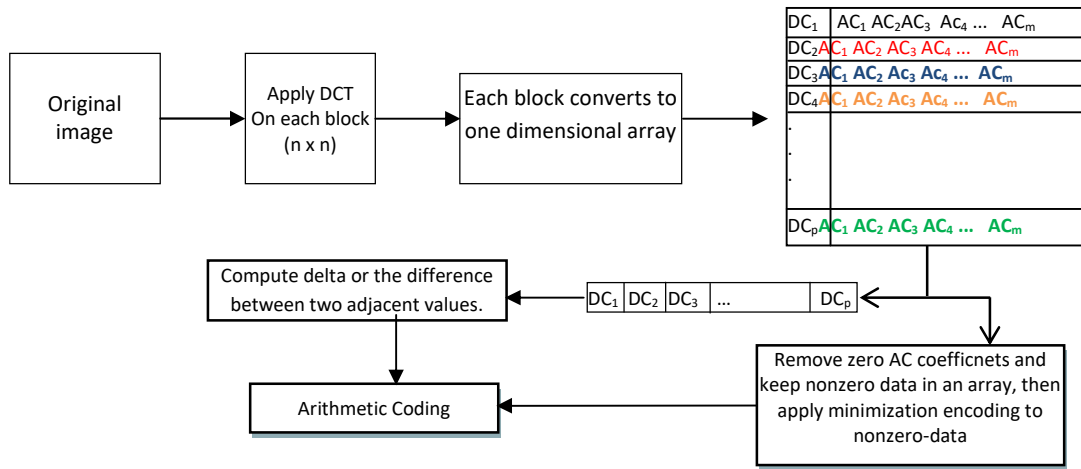 Original
image
Apply DCT
On each block
(n x n)
Each block converts to
one dimensional array
DC1 AC1 AC2AC3 Ac4 ... ACm
DC2AC1 AC2 AC3 AC4 ... ACm
DC3AC1 AC2 Ac3 Ac4 ... ACm
DC4AC1 AC2 Ac3 Ac4 ... ACm
.
.
.
DCpAC1 AC2 AC3 AC4 ... ACm
Compute delta or the difference
between two adjacent values.
DC1 DC2 DC3 ... DCp
Remove zero AC coefficnets and
keep nonzero data in an array, then
apply minimization encoding to
nonzero-data
Arithmetic Coding